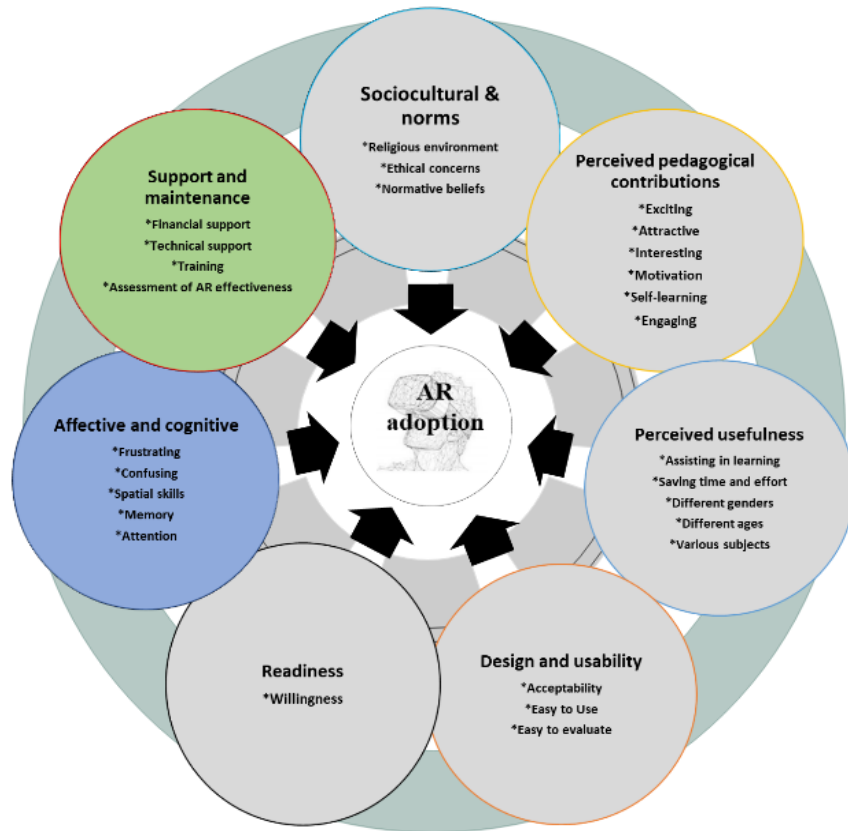 Sociocultural &
norms
*Religious environment
*Ethical concerns
*Normative beliefs
Perceived pedagogical
contributions
*Exciting
*Attractive
*Interesting
*Motivation
*Self-learning
*Engaging
Perceived usefulness
*Assisting in learning
*Saving time and effort
*Different genders
*Different ages
*Various subjects
Design and usability
*Acceptability
*Easy to Use
*Easy to evaluate
Readiness
*Willingness
Affective and cognitive
*Frustrating
*Confusing
*Spatial skills
*Memory
*Attention
Support and
maintenance
*Financial support
*Technical support
*Training
*Assessment of AR effectiveness
AR
adoption